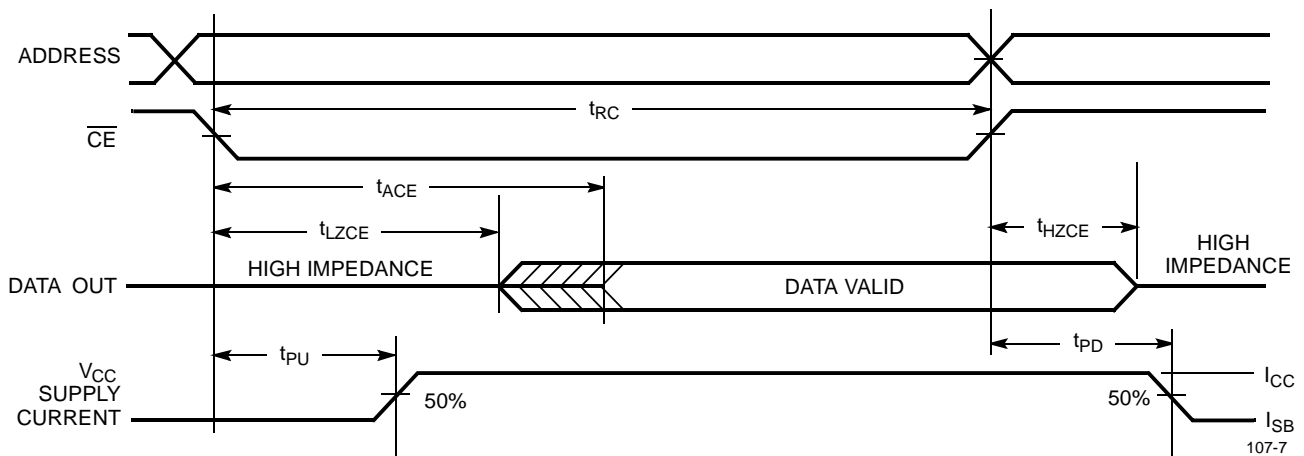 ADDRESS
tRC
CE
tACE
tLZCE
tHZCE
HIGH IMPEDANCE
HIGH
IMPEDANCE
DATA OUT
DATA VALID
tPU
tPD
VCC
SUPPLY
CURRENT
50%
50%
ICC
ISB
107-7